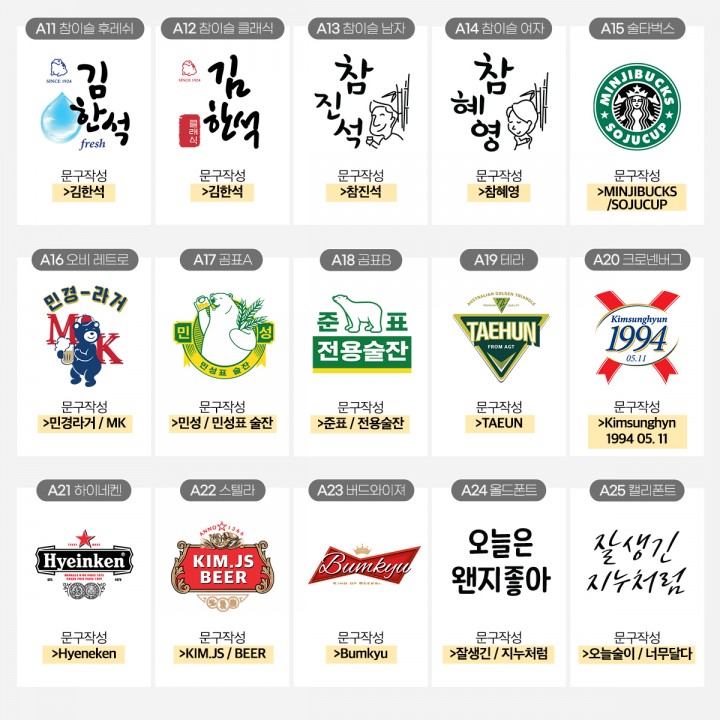 A11 참이슬 후레쉬
SINCE 1924
김한석
fresh
문구작성
>김한석
A12 참이슬 클래식
SINCE 1924
김한석
클래식
문구작성
>김한석
A13 참이슬 남자
참진석
문구작성
>참진석
A14 참이슬 여자
참혜영
문구작성
>참혜영
A15 술타벅스
MINJIBUCKS
SOJUCUP
문구작성
>MINJIBUCKS
/SOJUCUP
A16 오비 레트로
민경-라거
MK
문구작성
>민경라거 / MK
A17 곰표A
민 성
민성표 술잔
문구작성
>민성 / 민성표 술잔
A18 곰표B
준 표
전용술잔
문구작성
>준표 / 전용술잔
A19 테라
AUSTRALIAN GOLDEN TRIANGLE
TAEHUN
FROM AGT
문구작성
>TAEUN
A20 크로넨버그
Kimsunghyun
1994
05.11
문구작성
>Kimsunghyn
1994 05. 11
A21 하이네켄
Hyeinken
문구작성
>Hyeneken
A22 스텔라
ANNO 1366
KIM.JS
BEER
문구작성
>KIM.JS / BEER
A23 버드와이져
Bumkyu
KING OF BEERS
문구작성
>Bumkyu
A24 올드폰트
오늘은
왠지좋아
문구작성
>잘생긴 / 지누처럼
A25 캘리폰트
잘생긴
지누처럼
문구작성
>오늘술이 / 너무달다